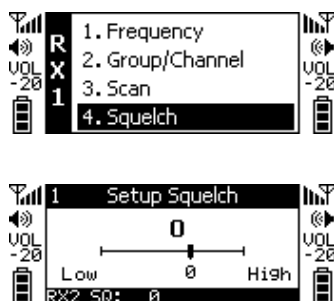 RX1
1. Frequency
2. Group/Channel
3. Scan
4. Squelch
VOL
-20
VOL
-20
1 Setup Squelch
0
Low 0 High
RX2 SQ: 0
VOL
-20
VOL
-20